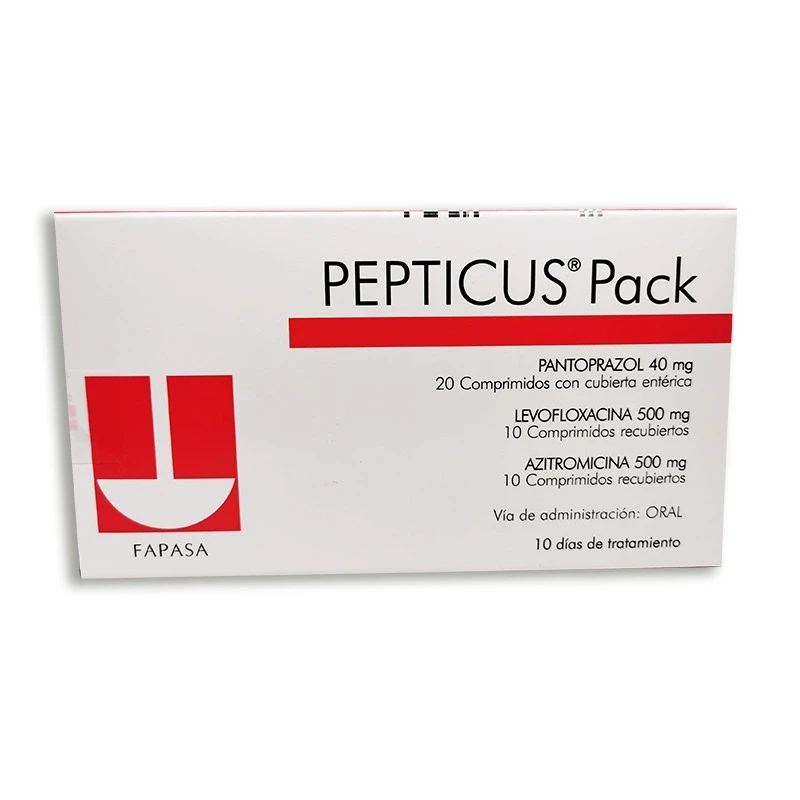 PEPTICUS® Pack
PANTOPRAZOL 40 mg
20 Comprimidos con cubierta entérica
LEVOFLOXACINA 500 mg
10 Comprimidos recubiertos
AZITROMICINA 500 mg
10 Comprimidos recubiertos
Vía de administración: ORAL
10 días de tratamiento
FAPASA